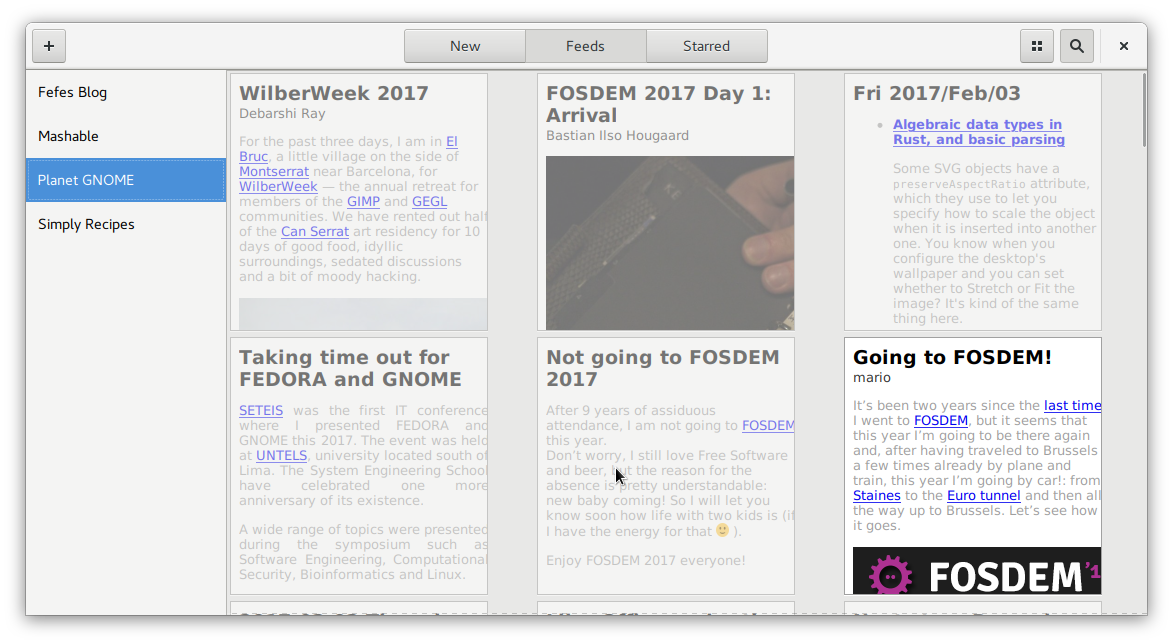 New
Feeds
Starred
Fefes Blog
Mashable
Planet GNOME
Simply Recipes
WilberWeek 2017
Debarshi Ray
For the past three days, I am in El
Bruc, a little village on the side of
Montserrat near Barcelona, for
WilberWeek — the annual retreat for
members of the GIMP and GEGL
communities. We have rented out half
of the Can Serrat art residency for 10
days of good food, idyllic
surroundings, sedated discussions
and a bit of moody hacking.
FOSDEM 2017 Day 1:
Arrival
Bastian Ilso Hougaard
Fri 2017/Feb/03
• Algebraic data types in
Rust, and basic parsing
Some SVG objects have a
preserveAspectRatio attribute,
which they use to let you
specify how to scale the object
when it is inserted into another
one. You know when you
configure the desktop's
wallpaper and you can set
whether to Stretch or Fit the
image? It's kind of the same
thing here.
Taking time out for
FEDORA and GNOME
SETEIS was the first IT conference
where I presented FEDORA and
GNOME this 2017. The event was held
at UNTELS, university located south of
Lima. The System Engineering School
have celebrated one more
anniversary of its existence.
A wide range of topics were presented
during the symposium such as
Software Engineering, Computational
Security, Bioinformatics and Linux.
Not going to FOSDEM
2017
After 9 years of assiduous
attendance, I am not going to FOSDEM
this year.
Don't worry, I still love Free Software
and beer, but the reason for the
absence is pretty understandable:
new baby coming! So I will let you
know soon how life with two kids is (if
I have the energy for that 🙂 ).
Enjoy FOSDEM 2017 everyone!
Going to FOSDEM!
mario
It's been two years since the last time
I went to FOSDEM, but it seems that
this year I'm going to be there again
and, after having traveled to Brussels
a few times already by plane and
train, this year I'm going by car!: from
Staines to the Euro tunnel and then all
the way up to Brussels. Let's see how
it goes.
FOSDEM'1